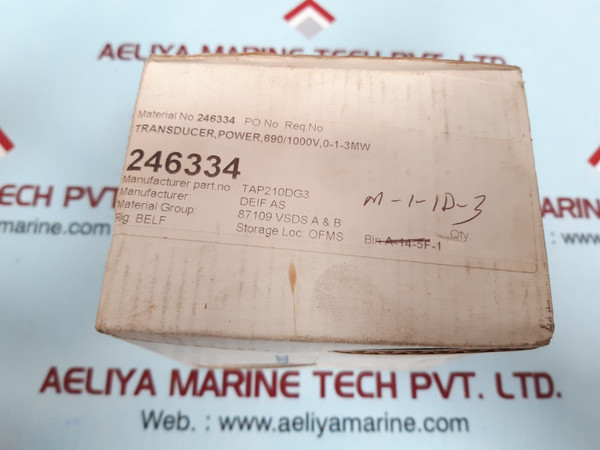 AELIYA MARINE TECH PVT. LTD.
Material No 246334 PO No Req.No
TRANSDUCER,POWER,690/1000V,0-1-3MW
246334
Manufacturer part no: TAP210DG3
Manufacturer: DEIF AS
Material Group: 87109 VSDS A & B
Rig: BELF Storage Loc: OFMS Bin A-14-5F-1 Qty
M-1-1D-3
AELIYA MARINE TECH PVT. LTD.
Web. : www.aeliyamarine.com